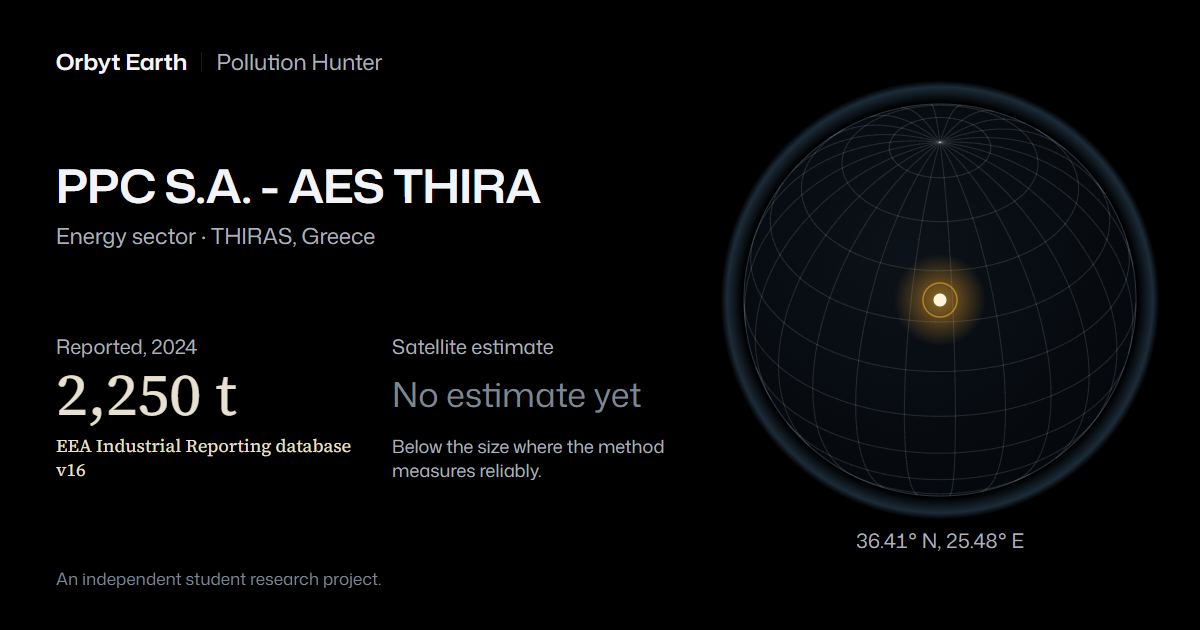 Orbyt Earth | Pollution Hunter
PPC S.A. - AES THIRA
Energy sector · THIRAS, Greece
Reported, 2024
2,250 t
EEA Industrial Reporting database
v16
Satellite estimate
No estimate yet
Below the size where the method
measures reliably.
36.41° N, 25.48° E
An independent student research project.